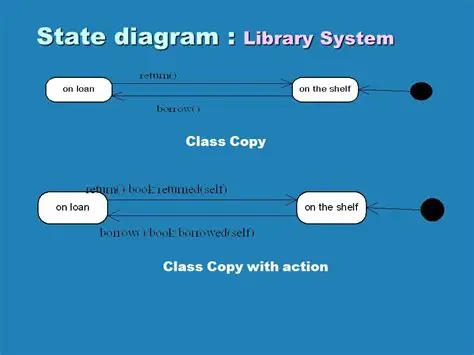 State diagram : Library System
return()
on loan
on the shelf
borrow()
Class Copy
return() book returned(self)
on loan
on the shelf
borrow() book borrowed(self)
Class Copy with action